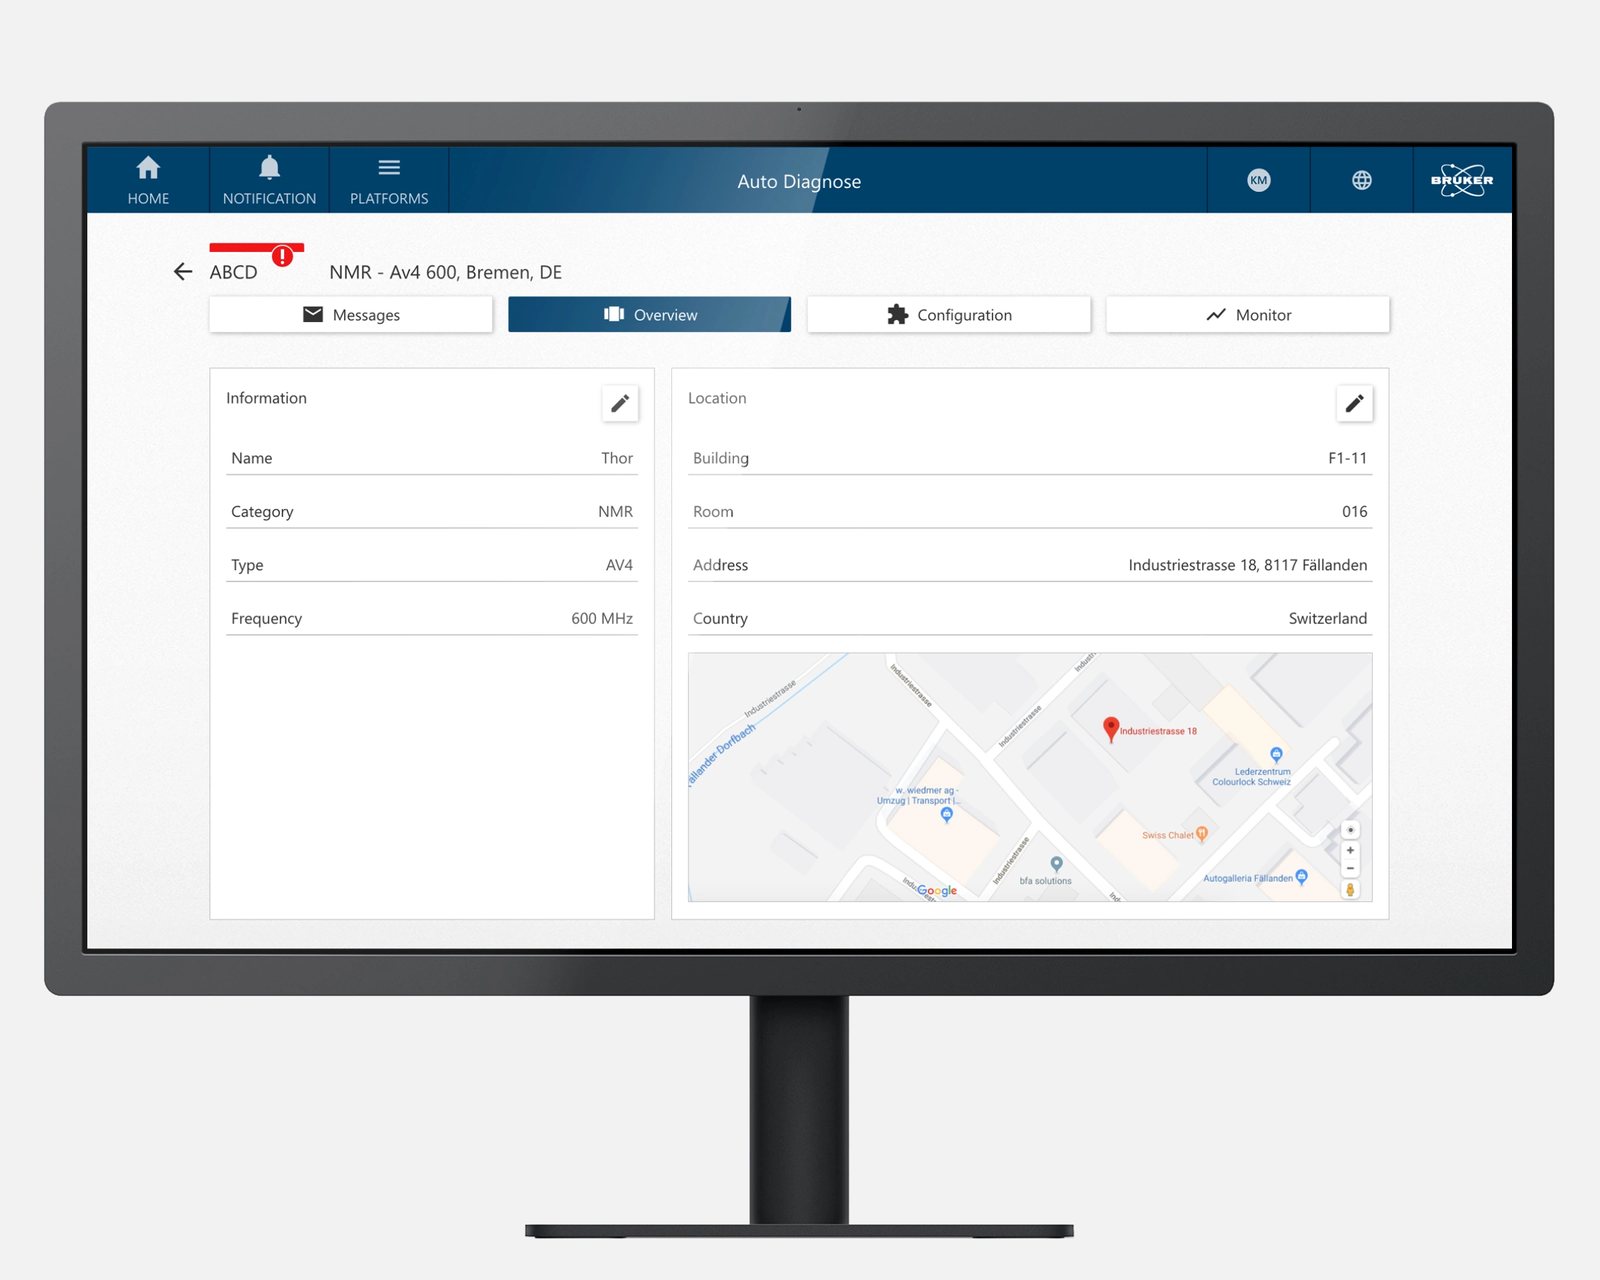 HOME
NOTIFICATION
PLATFORMS
Auto Diagnose
KM
BRUKER
ABCD
NMR - Av4 600, Bremen, DE
Messages
Overview
Configuration
Monitor
Information
Name Thor
Category NMR
Type AV4
Frequency 600 MHz
Location
Building F1-11
Room 016
Address Industriestrasse 18, 8117 Fällanden
Country Switzerland
Industriestrasse
Industriestrasse
Industriestrasse
Industriestrasse 18
ällander-Dorfbach
Lederzentrum
Colourlock Schweiz
w. wiedmer ag -
Umzug | Transport |...
Swiss Chalet
Industriestrasse
bfa solutions
Autogalleria Fällanden
Google